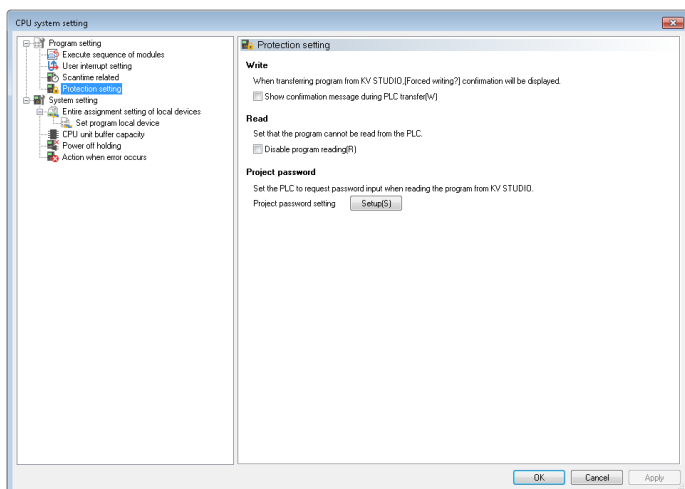 CPU system setting
Program setting
Execute sequence of modules
User interrupt setting
Scantime related
Protection setting
System setting
Entire assignment setting of local devices
Set program local device
CPU unit buffer capacity
Power off holding
Action when error occurs
Protection setting
Write
When transferring program from KV STUDIO,[Forced writing?] confirmation will be displayed.
Show confirmation message during PLC transfer(W)
Read
Set that the program cannot be read from the PLC.
Disable program reading(R)
Project password
Set the PLC to request password input when reading the program from KV STUDIO.
Project password setting Setup(S)
OK Cancel Apply